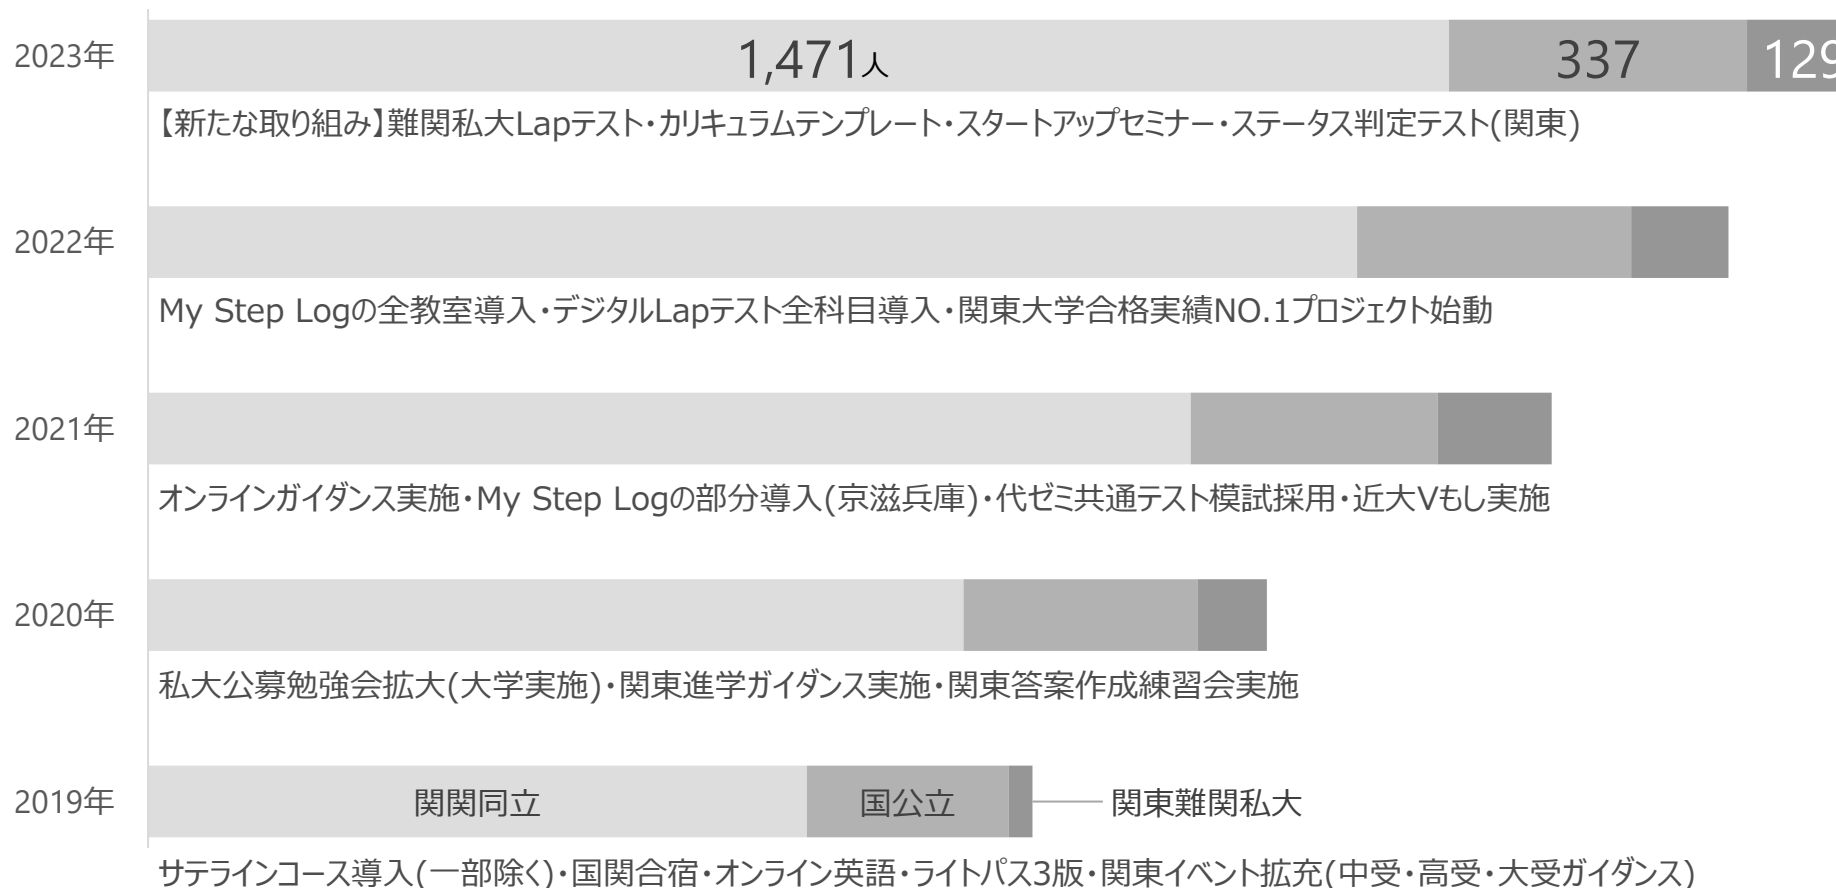 2023年 1,471人 337 129
【新たな取り組み】難関私大Lapテスト・カリキュラムテンプレート・スタートアップセミナー・ステータス判定テスト(関東)
2022年
My Step Logの全教室導入・デジタルLapテスト全科目導入・関東大学合格実績NO.1プロジェクト始動
2021年
オンラインガイダンス実施・My Step Logの部分導入(京滋兵庫)・代ゼミ共通テスト模試採用・近大Vもし実施
2020年
私大公募勉強会拡大(大学実施)・関東進学ガイダンス実施・関東答案作成練習会実施
2019年 関関同立 国公立 関東難関私大
サテラインコース導入(一部除く)・国関合宿・オンライン英語・ライトパス3版・関東イベント拡充(中受・高受・大受ガイダンス)